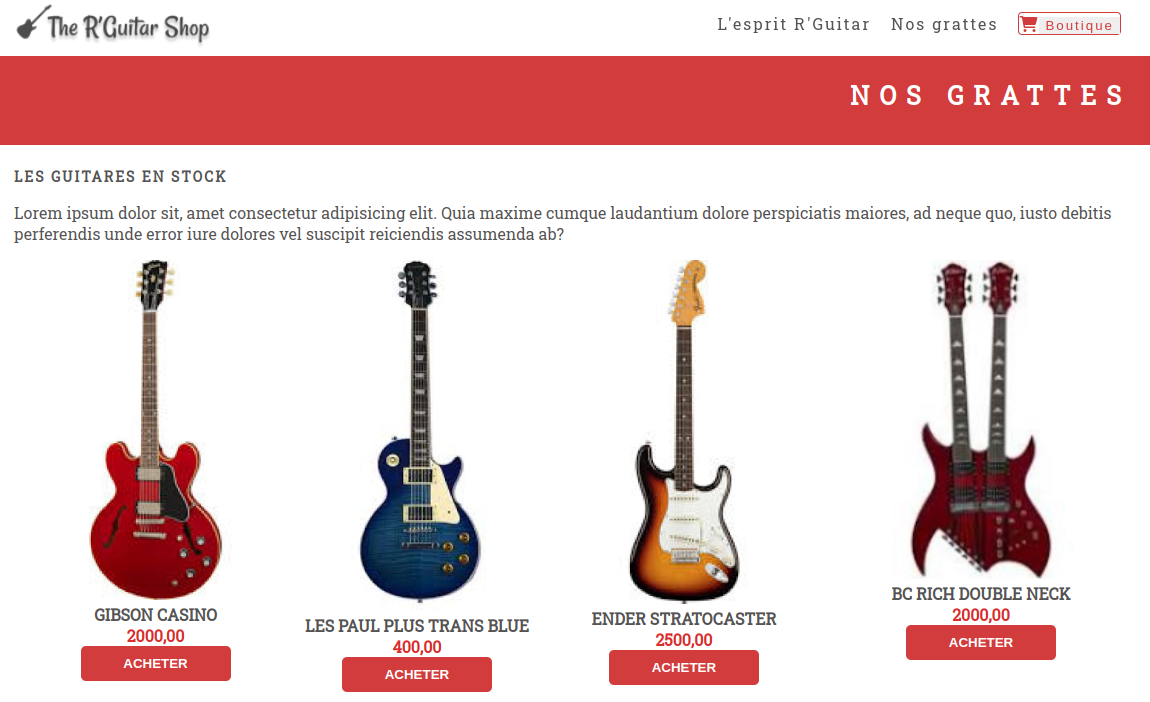 The R'Guitar Shop
L'esprit R'Guitar
Nos grattes
Boutique
NOS GRATTES
LES GUITARES EN STOCK
Lorem ipsum dolor sit, amet consectetur adipisicing elit. Quia maxime cumque laudantium dolore perspiciatis maiores, ad neque quo, iusto debitis
perferendis unde error iure dolores vel suscipit reiciendis assumenda ab?
GIBSON CASINO
2000,00
ACHETER
LES PAUL PLUS TRANS BLUE
400,00
ACHETER
ENDER STRATOCASTER
2500,00
ACHETER
BC RICH DOUBLE NECK
2000,00
ACHETER